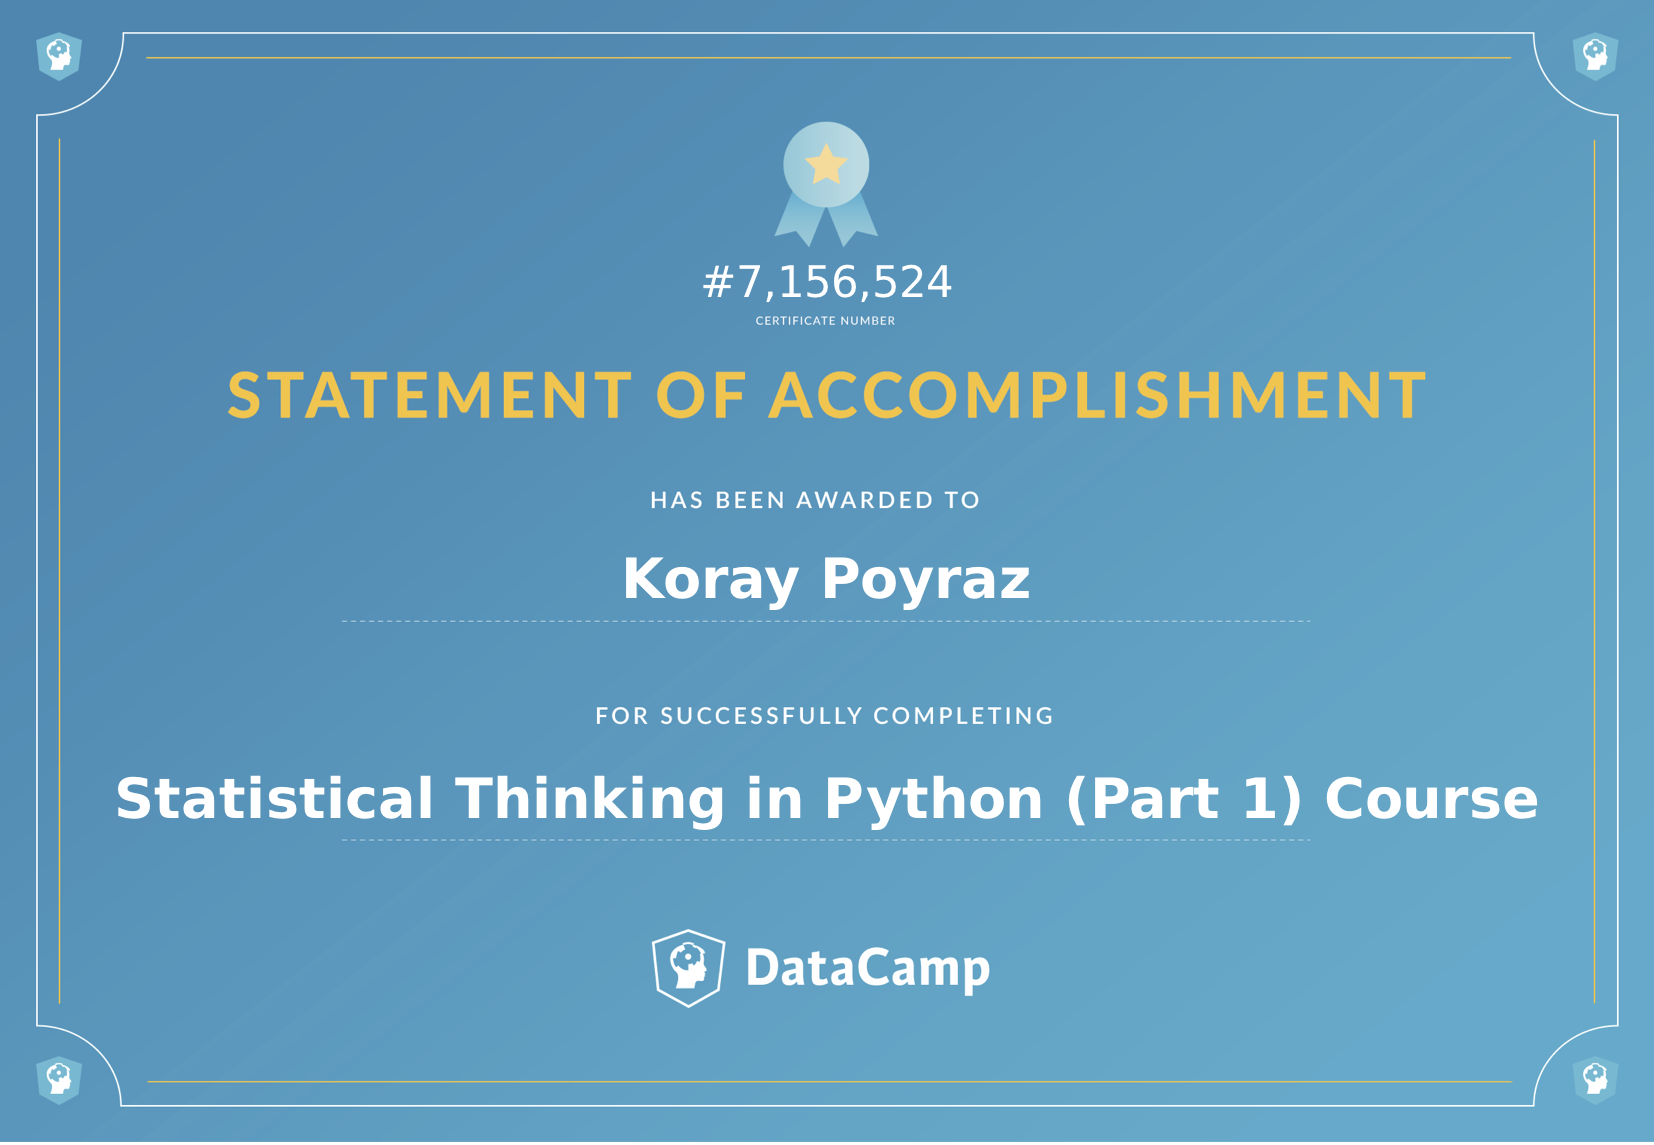 #7,156,524
CERTIFICATE NUMBER
STATEMENT OF ACCOMPLISHMENT
HAS BEEN AWARDED TO
Koray Poyraz
FOR SUCCESSFULLY COMPLETING
Statistical Thinking in Python (Part 1) Course
DataCamp